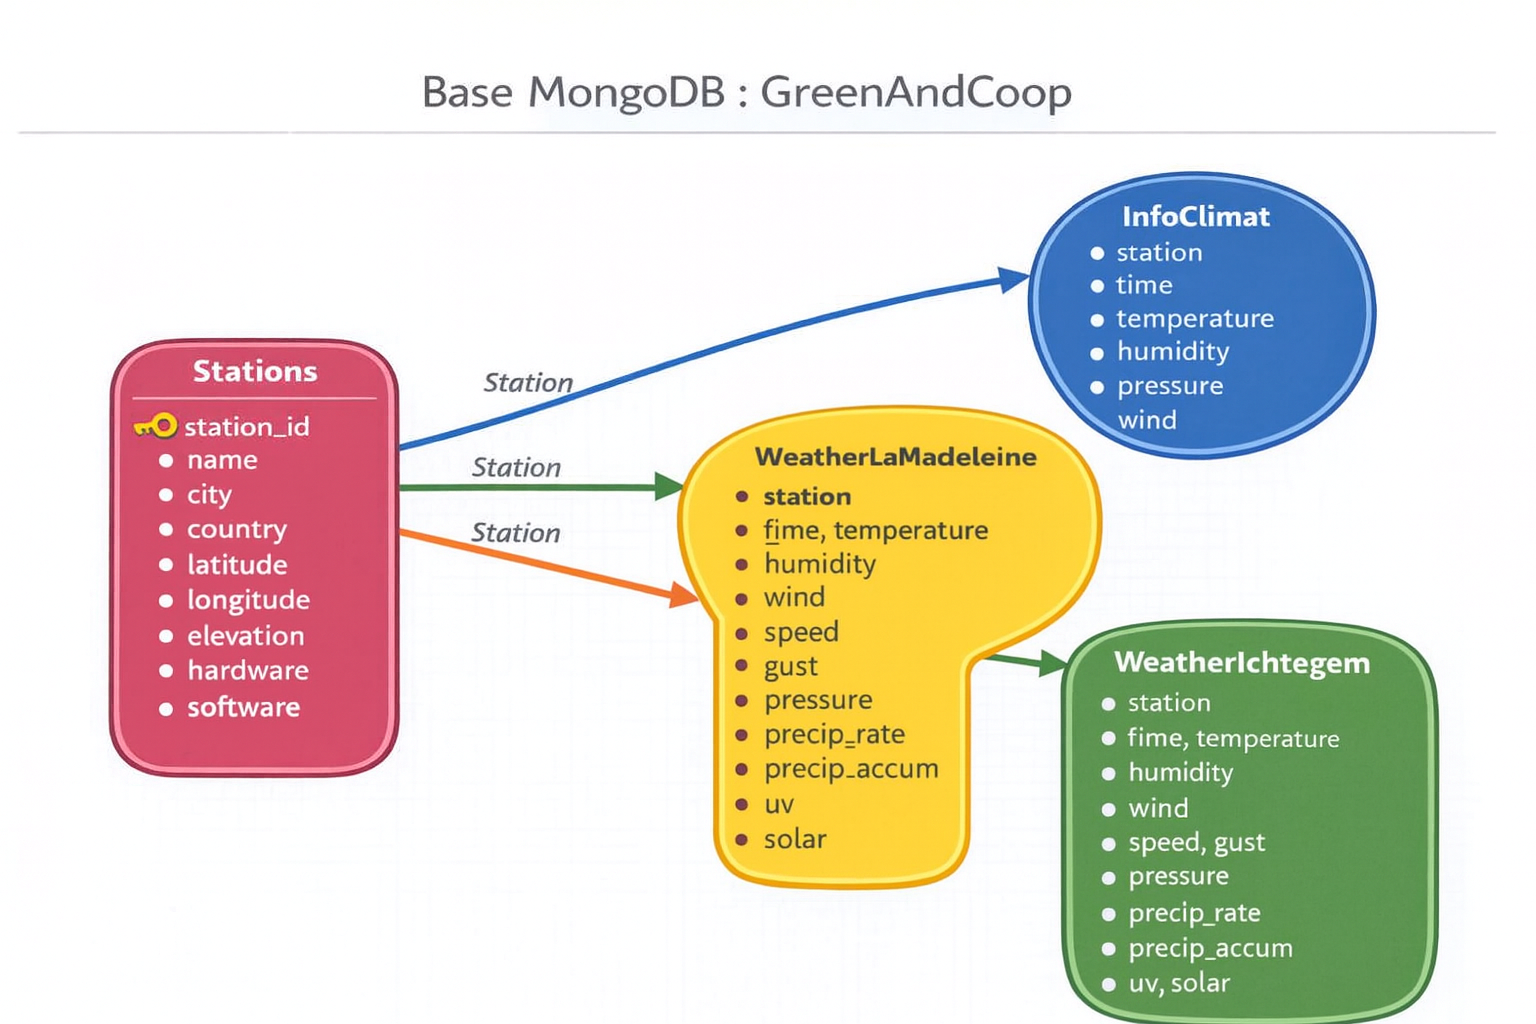 Base MongoDB : GreenAndCoop
Stations
station_id
name
city
country
latitude
longitude
elevation
hardware
software
Station
Station
Station
InfoClimat
station
time
temperature
humidity
pressure
wind
WeatherLaMadeleine
station
fime, temperature
humidity
wind
speed
gust
pressure
precip_rate
precip_accum
uv
solar
WeatherIchtegem
station
fime, temperature
humidity
wind
speed, gust
pressure
precip_rate
precip_accum
uv, solar